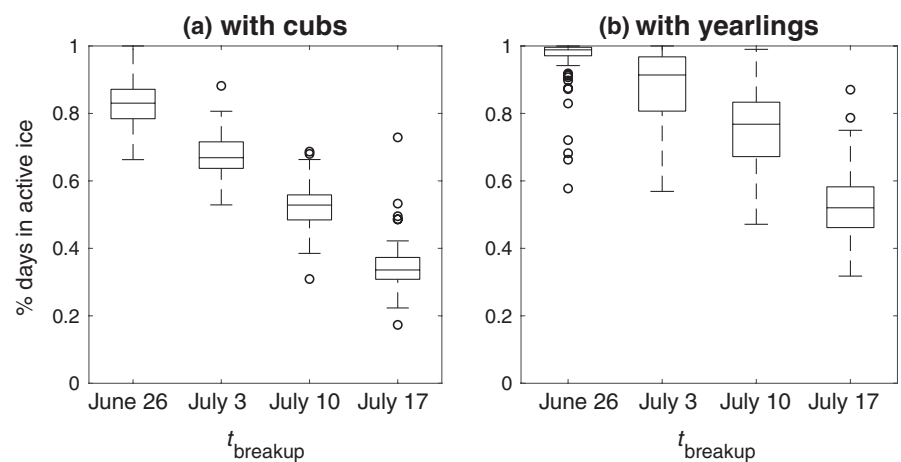 (a) with cubs
(b) with yearlings
% days in active ice
1
0.8
0.6
0.4
0.2
0
June 26 July 3 July 10 July 17
t breakup
1
0.8
0.6
0.4
0.2
0
June 26 July 3 July 10 July 17
t breakup